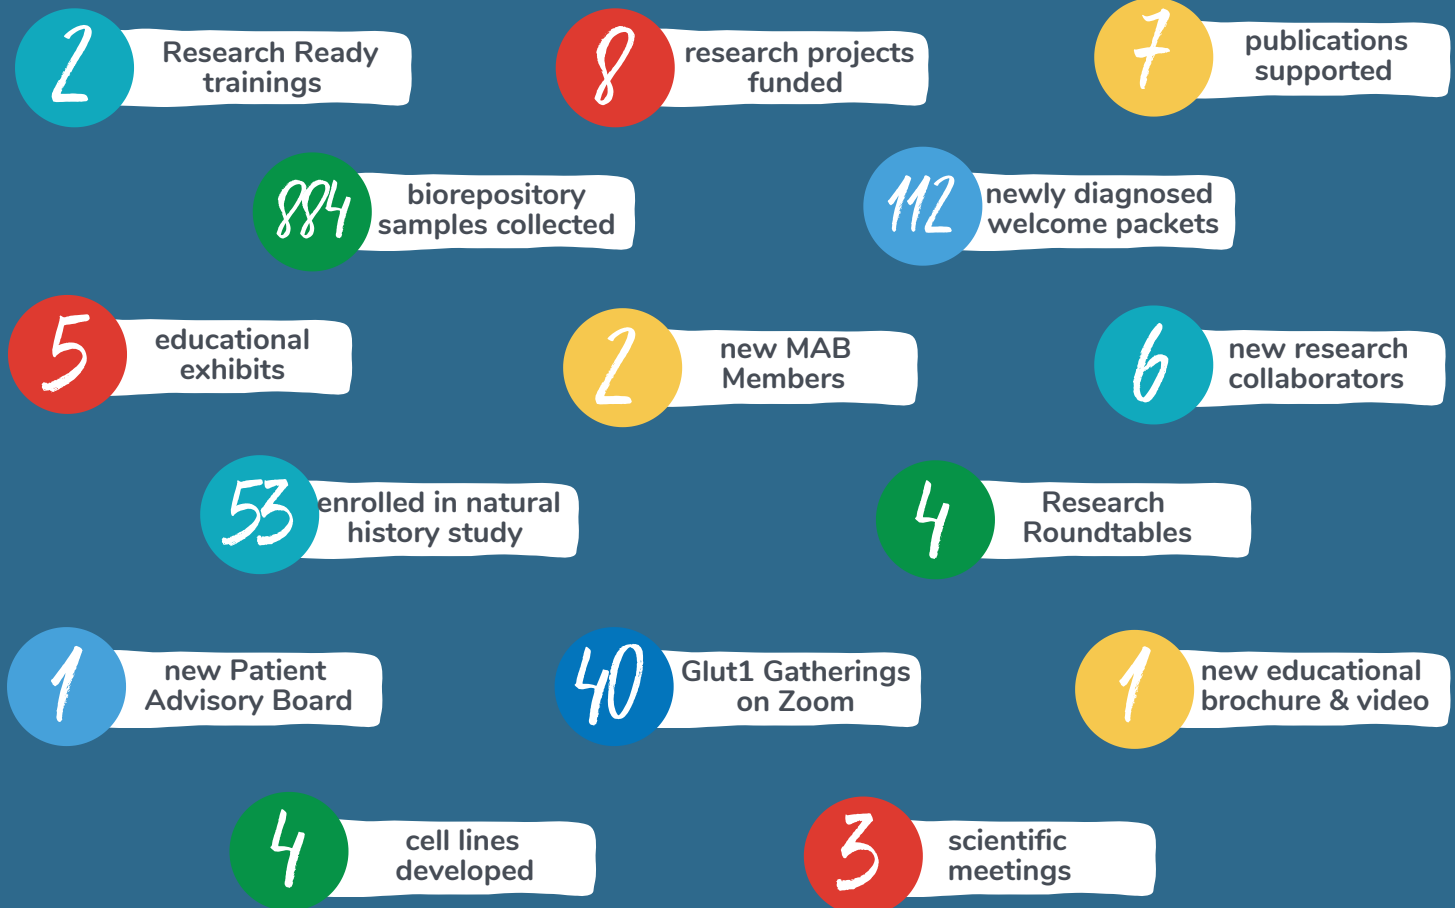 2
Research Ready
trainings
8
research projects
funded
7
publications
supported
884
biorepository
samples collected
112
newly diagnosed
welcome packets
5
educational
exhibits
2
new MAB
Members
6
new research
collaborators
53
enrolled in natural
history study
4
Research
Roundtables
1
new Patient
Advisory Board
40
Glut1 Gatherings
on Zoom
1
new educational
brochure & video
4
cell lines
developed
3
scientific
meetings